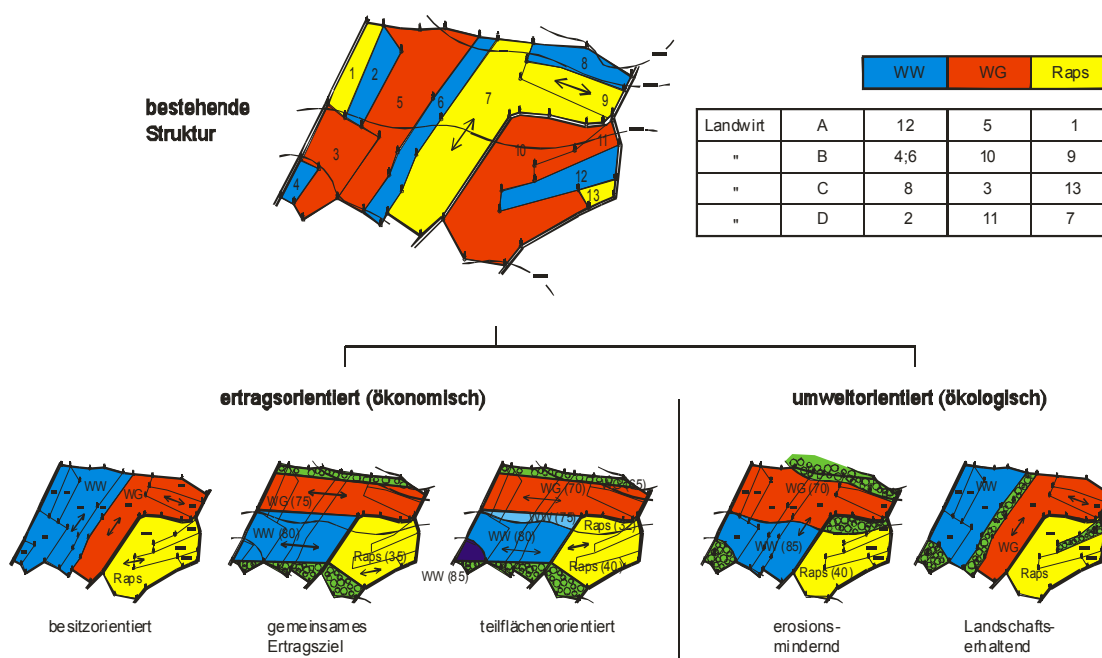 bestehende
Struktur
1
2
3
4
5
6
7
8
9
10
11
12
13
WW WG Raps
Landwirt A 12 5 1
" B 4;6 10 9
" C 8 3 13
" D 2 11 7
ertragsorientiert (ökonomisch)
umweltorientiert (ökologisch)
WW
WG
Raps
WG (75)
WW (80)
Raps (35)
WG (70)
WW (75)
Raps (32)
WW (80)
Raps (40)
WW (85)
WG (70)
WW (85)
Raps (40)
WW
WG
Raps
besitzorientiert
gemeinsames
Ertragsziel
teilflächenorientiert
erosions-
mindernd
Landschafts-
erhaltend